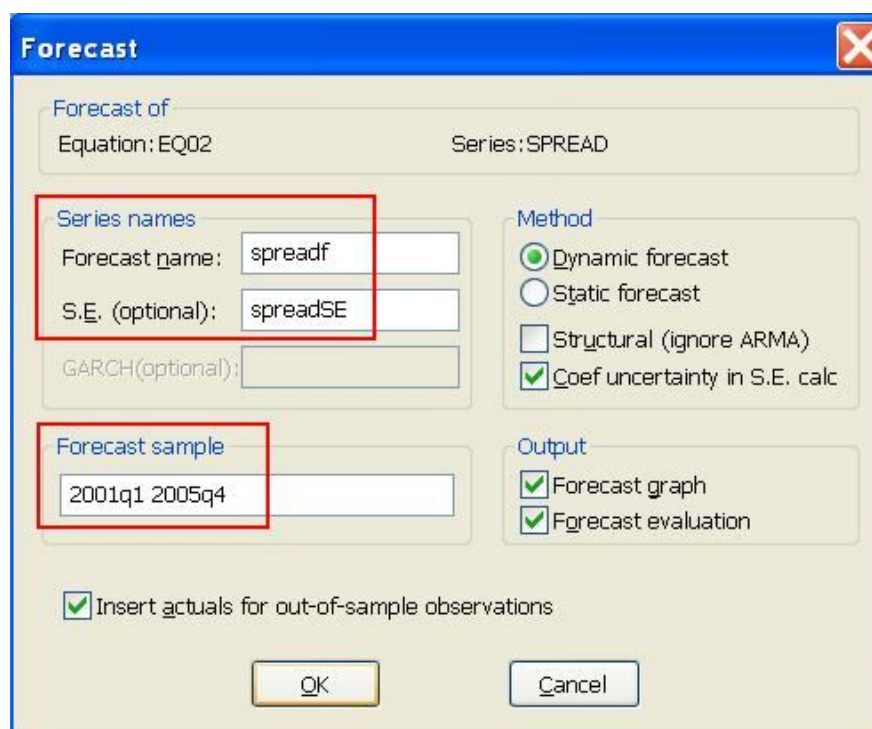 Forecast
Forecast of
Equation:EQ02 Series:SPREAD
Series names
Forecast name: spreadf
S.E. (optional): spreadSE
GARCH(optional):
Method
Dynamic forecast
Static forecast
Structural (ignore ARMA)
Coef uncertainty in S.E. calc
Forecast sample
2001q1 2005q4
Output
Forecast graph
Forecast evaluation
Insert actuals for out-of-sample observations
OK Cancel